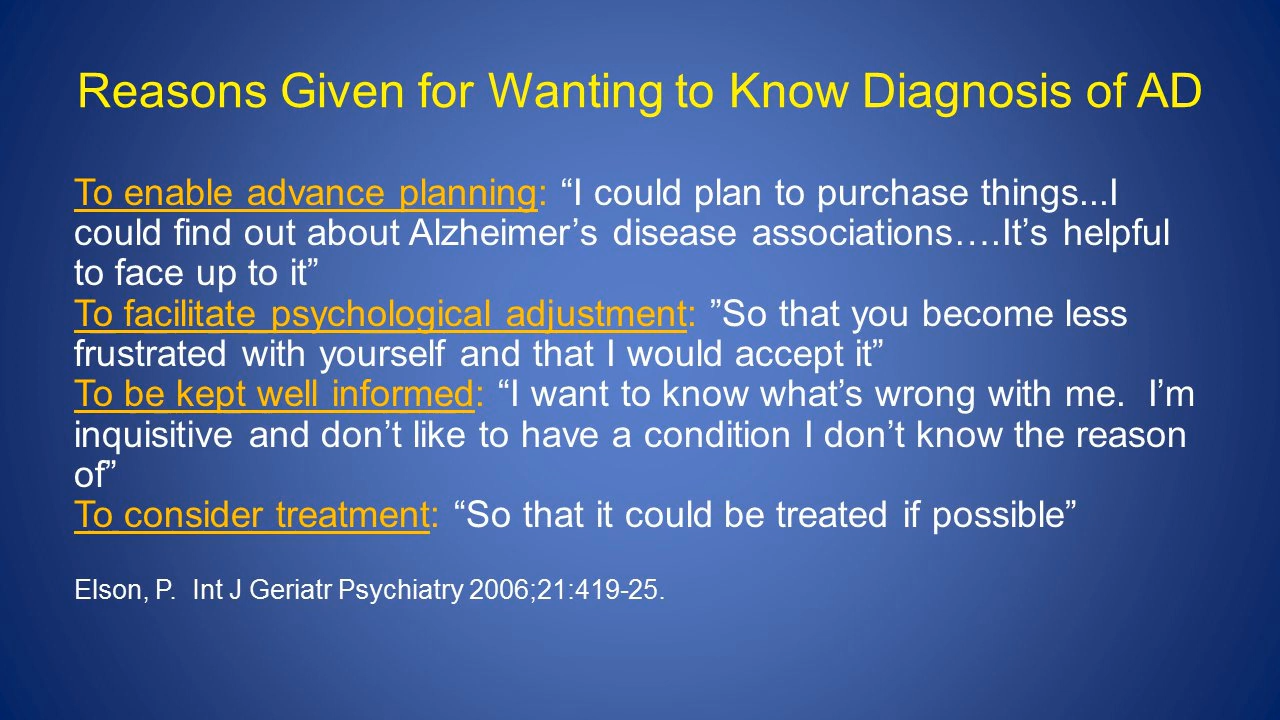 Reasons Given for Wanting to Know Diagnosis of AD
To enable advance planning: “I could plan to purchase things...I
could find out about Alzheimer’s disease associations….It’s helpful
to face up to it”
To facilitate psychological adjustment: ”So that you become less
frustrated with yourself and that I would accept it”
To be kept well informed: “I want to know what’s wrong with me.  I’m
inquisitive and don’t like to have a condition I don’t know the reason
of”
To consider treatment: “So that it could be treated if possible”
Elson, P.  Int J Geriatr Psychiatry 2006;21:419-25.